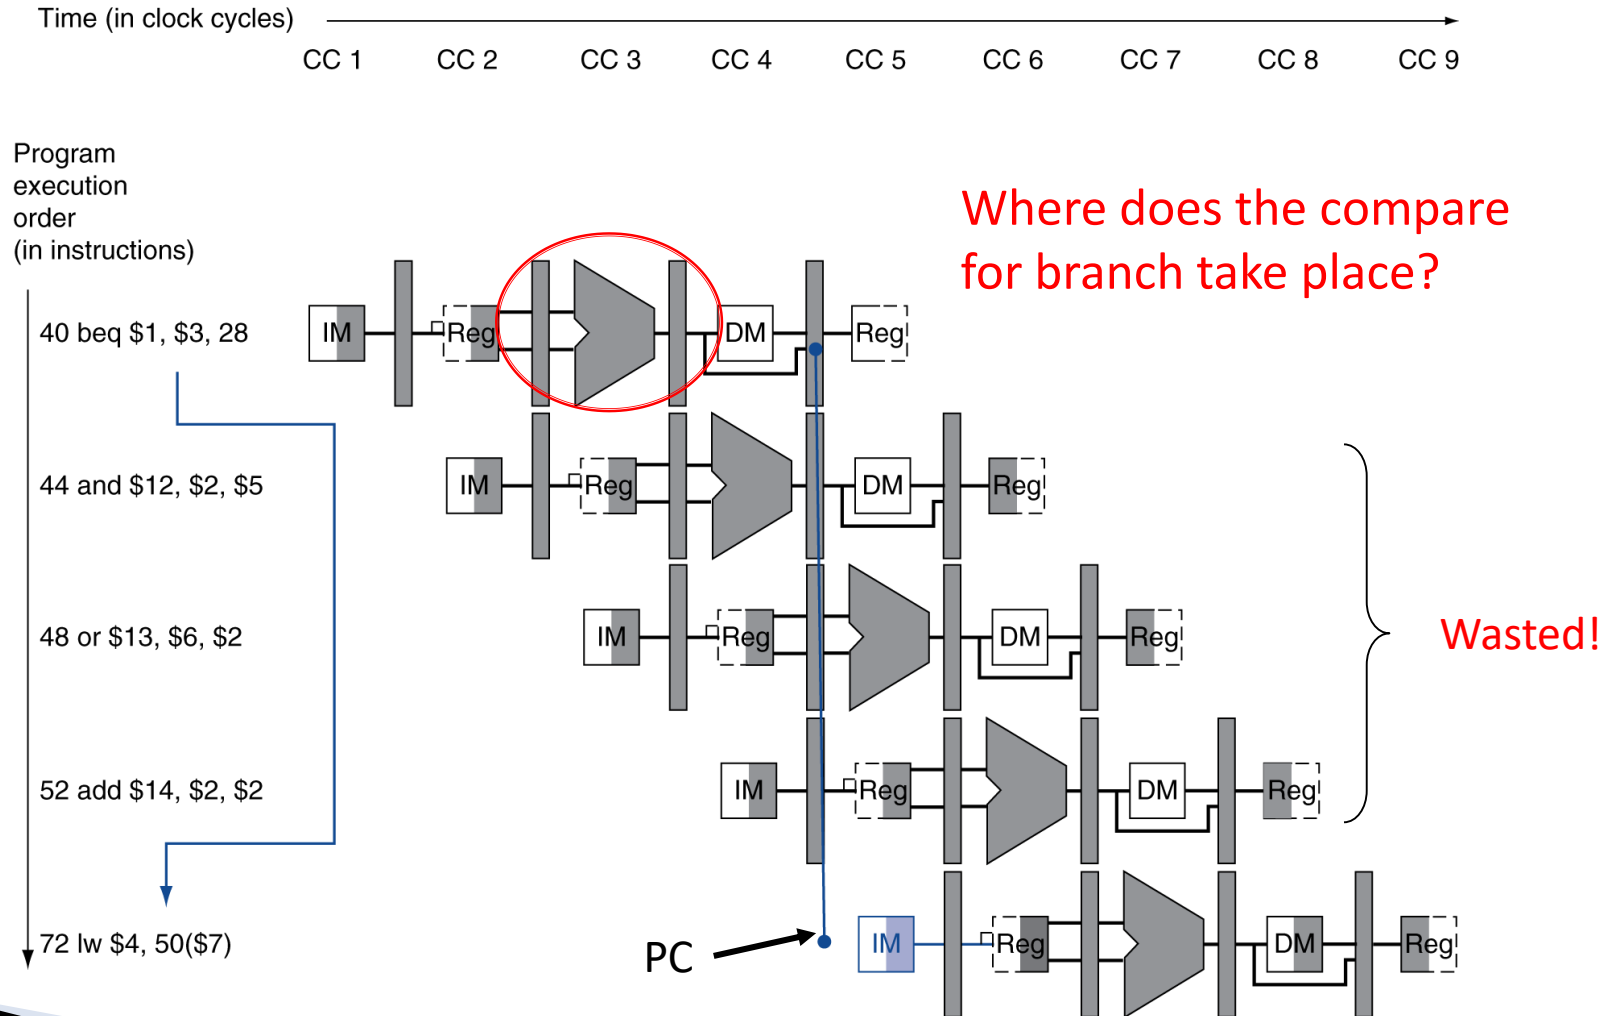 Time (in clock cycles)
CC 1 CC 2 CC 3 CC 4 CC 5 CC 6 CC 7 CC 8 CC 9
Program
execution
order
(in instructions)
Where does the compare
for branch take place?
40 beq $1, $3, 28
IM Reg DM Reg
44 and $12, $2, $5
IM Reg DM Reg
48 or $13, $6, $2
IM Reg DM Reg
Wasted!
52 add $14, $2, $2
IM Reg DM Reg
72 lw $4, 50($7)
PC
IM Reg DM Reg